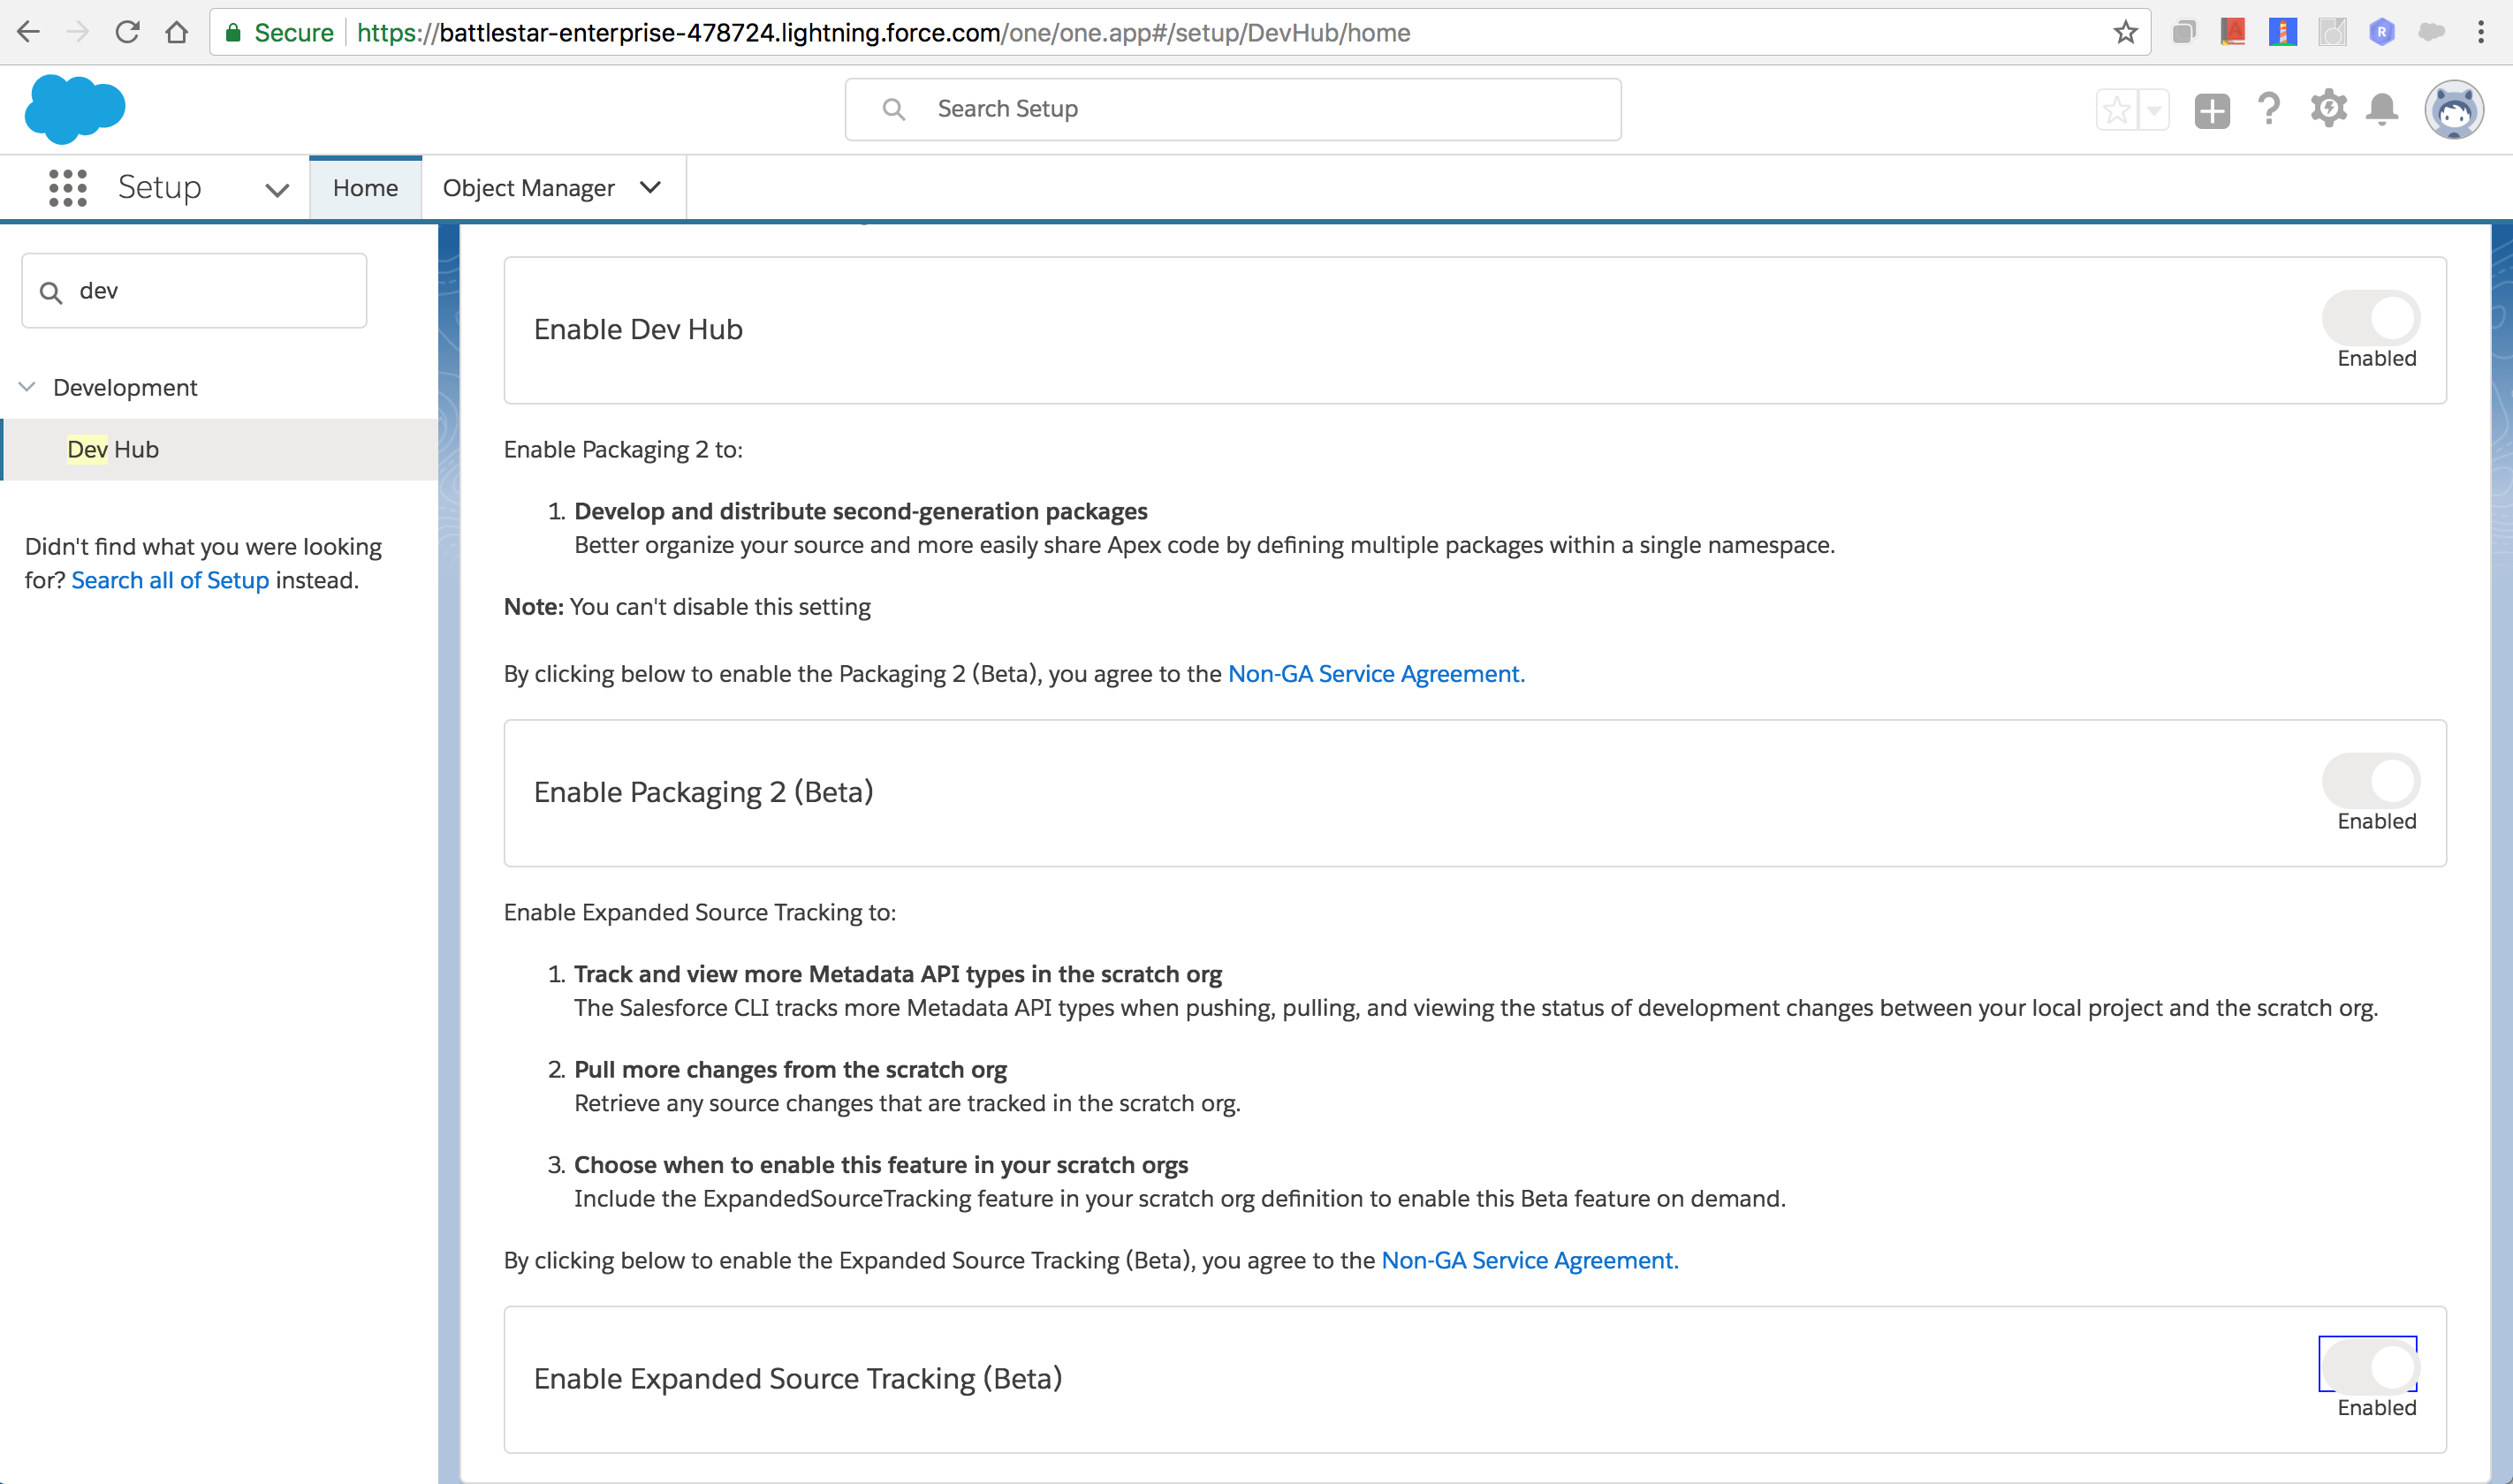 Secure https://battlestar-enterprise-478724.lightning.force.com/one/one.app#/setup/DevHub/home
Search Setup
Setup Home Object Manager
dev
Development
Dev Hub
Didn't find what you were looking
for? Search all of Setup instead.
Enable Dev Hub
Enabled
Enable Packaging 2 to:
1. Develop and distribute second-generation packages
Better organize your source and more easily share Apex code by defining multiple packages within a single namespace.
Note: You can't disable this setting
By clicking below to enable the Packaging 2 (Beta), you agree to the Non-GA Service Agreement.
Enable Packaging 2 (Beta)
Enabled
Enable Expanded Source Tracking to:
1. Track and view more Metadata API types in the scratch org
The Salesforce CLI tracks more Metadata API types when pushing, pulling, and viewing the status of development changes between your local project and the scratch org.
2. Pull more changes from the scratch org
Retrieve any source changes that are tracked in the scratch org.
3. Choose when to enable this feature in your scratch orgs
Include the ExpandedSourceTracking feature in your scratch org definition to enable this Beta feature on demand.
By clicking below to enable the Expanded Source Tracking (Beta), you agree to the Non-GA Service Agreement.
Enable Expanded Source Tracking (Beta)
Enabled